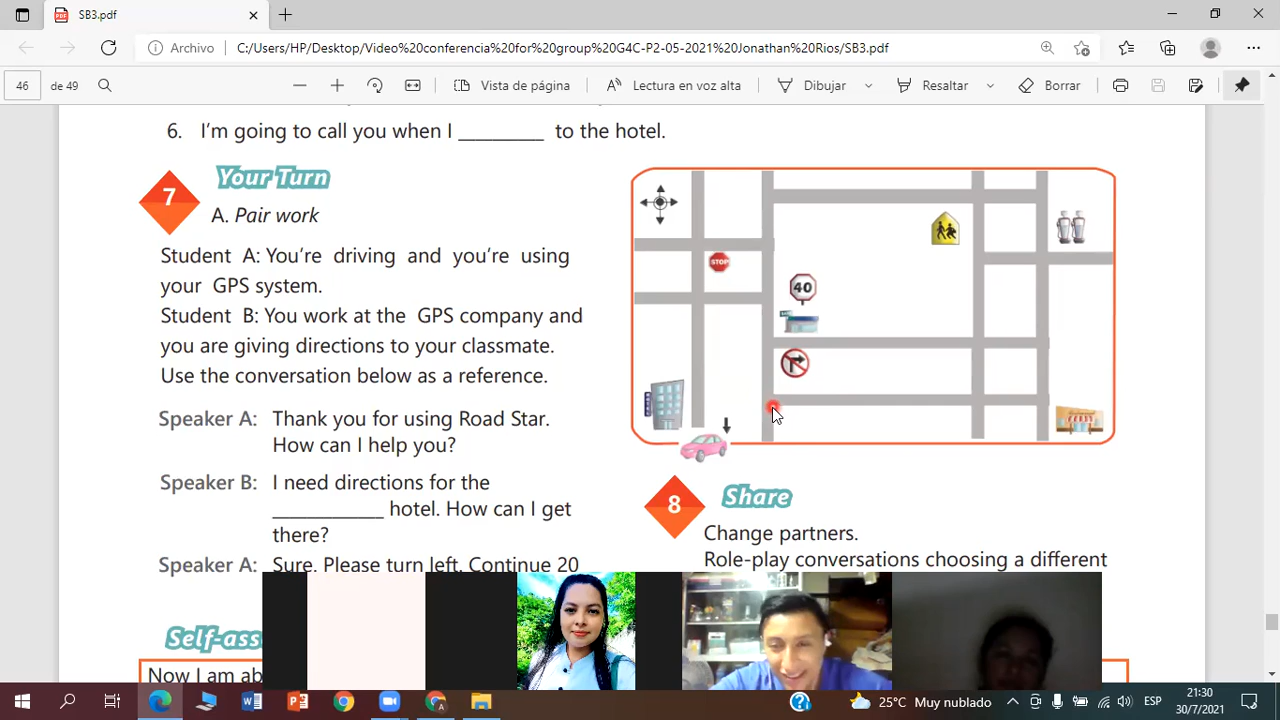 SB3.pdf
Archivo
C:/Users/HP/Desktop/Video%20conferencia%20for%20group%20G4C-P2-05-2021%20Jonathan%20Rios/SB3.pdf
46
de 49
Vista de página
Lectura en voz alta
Dibujar
Resaltar
Borrar
6. I'm going to call you when I ________ to the hotel.
7
Your Turn
A. Pair work
Student A: You're driving and you're using
your GPS system.
Student B: You work at the GPS company and
you are giving directions to your classmate.
Use the conversation below as a reference.
Speaker A: Thank you for using Road Star.
How can I help you?
Speaker B: I need directions for the
___________ hotel. How can I get
there?
Speaker A: Sure. Please turn left. Continue 20
STOP
40
8
Share
Change partners.
Role-play conversations choosing a different
Self-ass
Now I am ab
25°C Muy nublado
ESP
21:30
30/7/2021